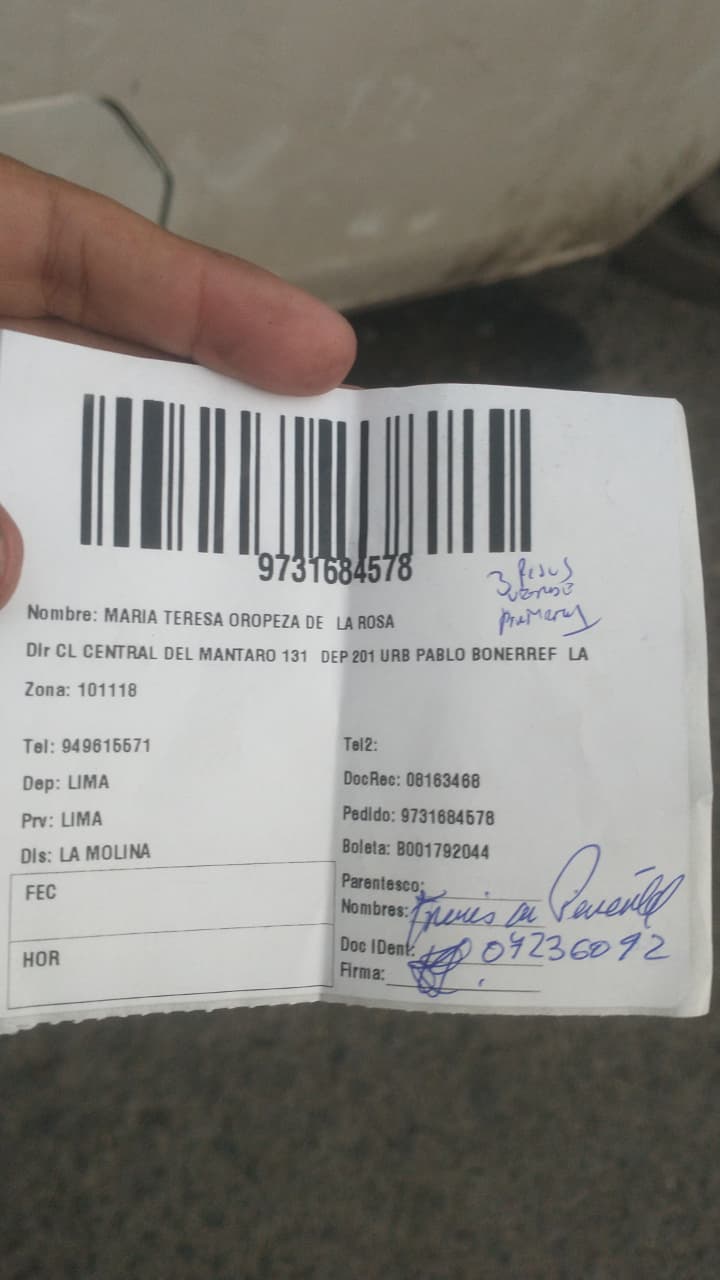 9731684578
3 Pisos
Nombre: MARIA TERESA OROPEZA DE LA ROSA
DIr CL CENTRAL DEL MANTARO 131 DEP 201 URB PABLO BONERREF LA
Zona: 101118
Tel: 949615571
Tel2:
Dep: LIMA
DocRec: 08163468
Prv: LIMA
Pedido: 9731684578
Dis: LA MOLINA
Boleta: B001792044
FEC
Parentesco:
Nombres:
HOR
Doc IDent: 07236092
Firma: